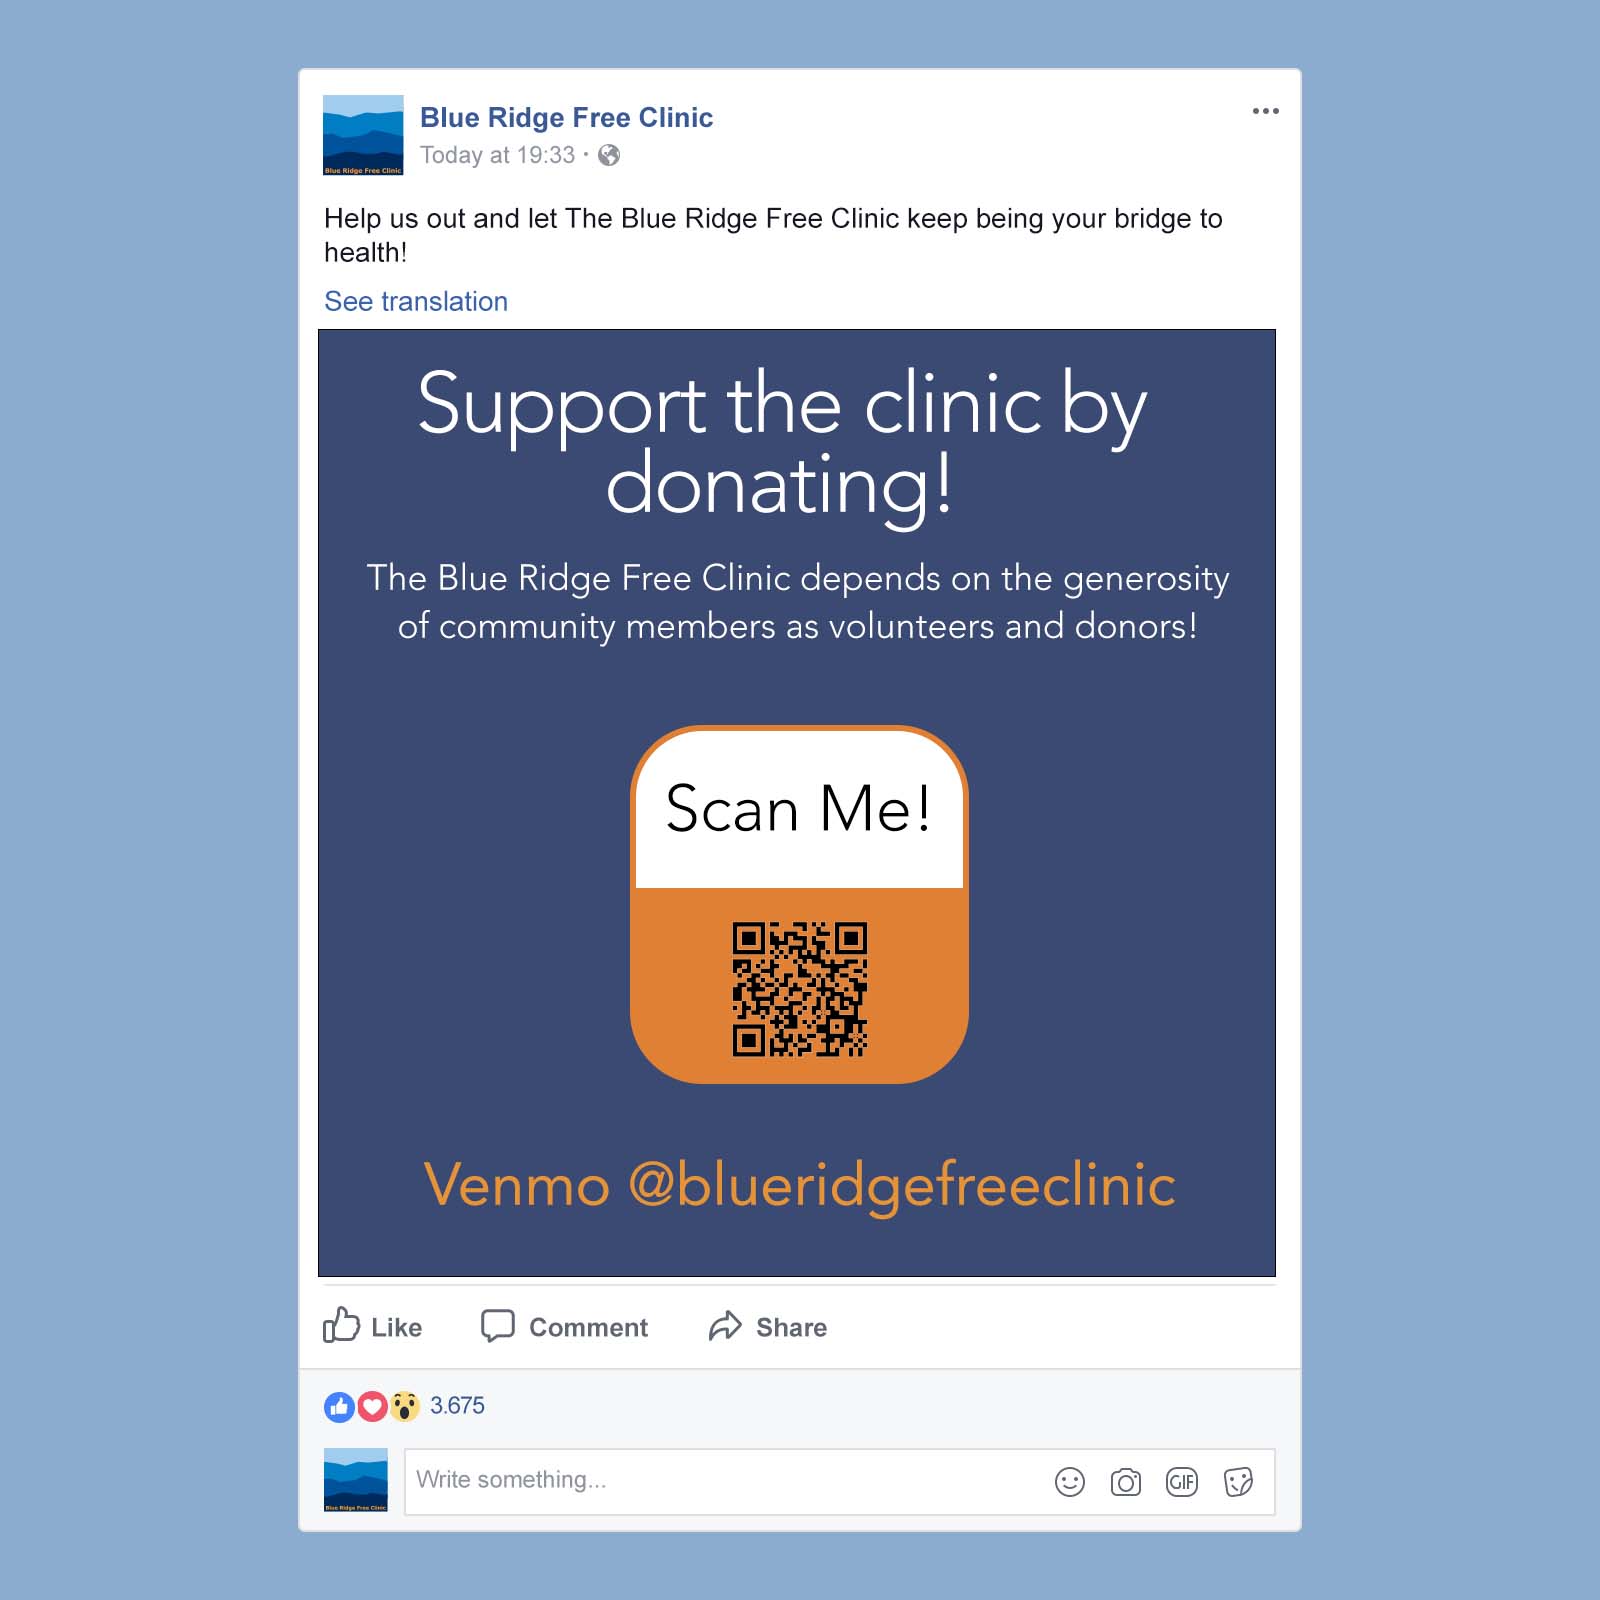 Blue Ridge Free Clinic
Blue Ridge Free Clinic
Today at 19:33 ·
Help us out and let The Blue Ridge Free Clinic keep being your bridge to
health!
See translation
Support the clinic by
donating!
The Blue Ridge Free Clinic depends on the generosity
of community members as volunteers and donors!
Scan Me!
Venmo @blueridgefreeclinic
Like Comment Share
3.675
Write something...
GIF
Blue Ridge Free Clinic